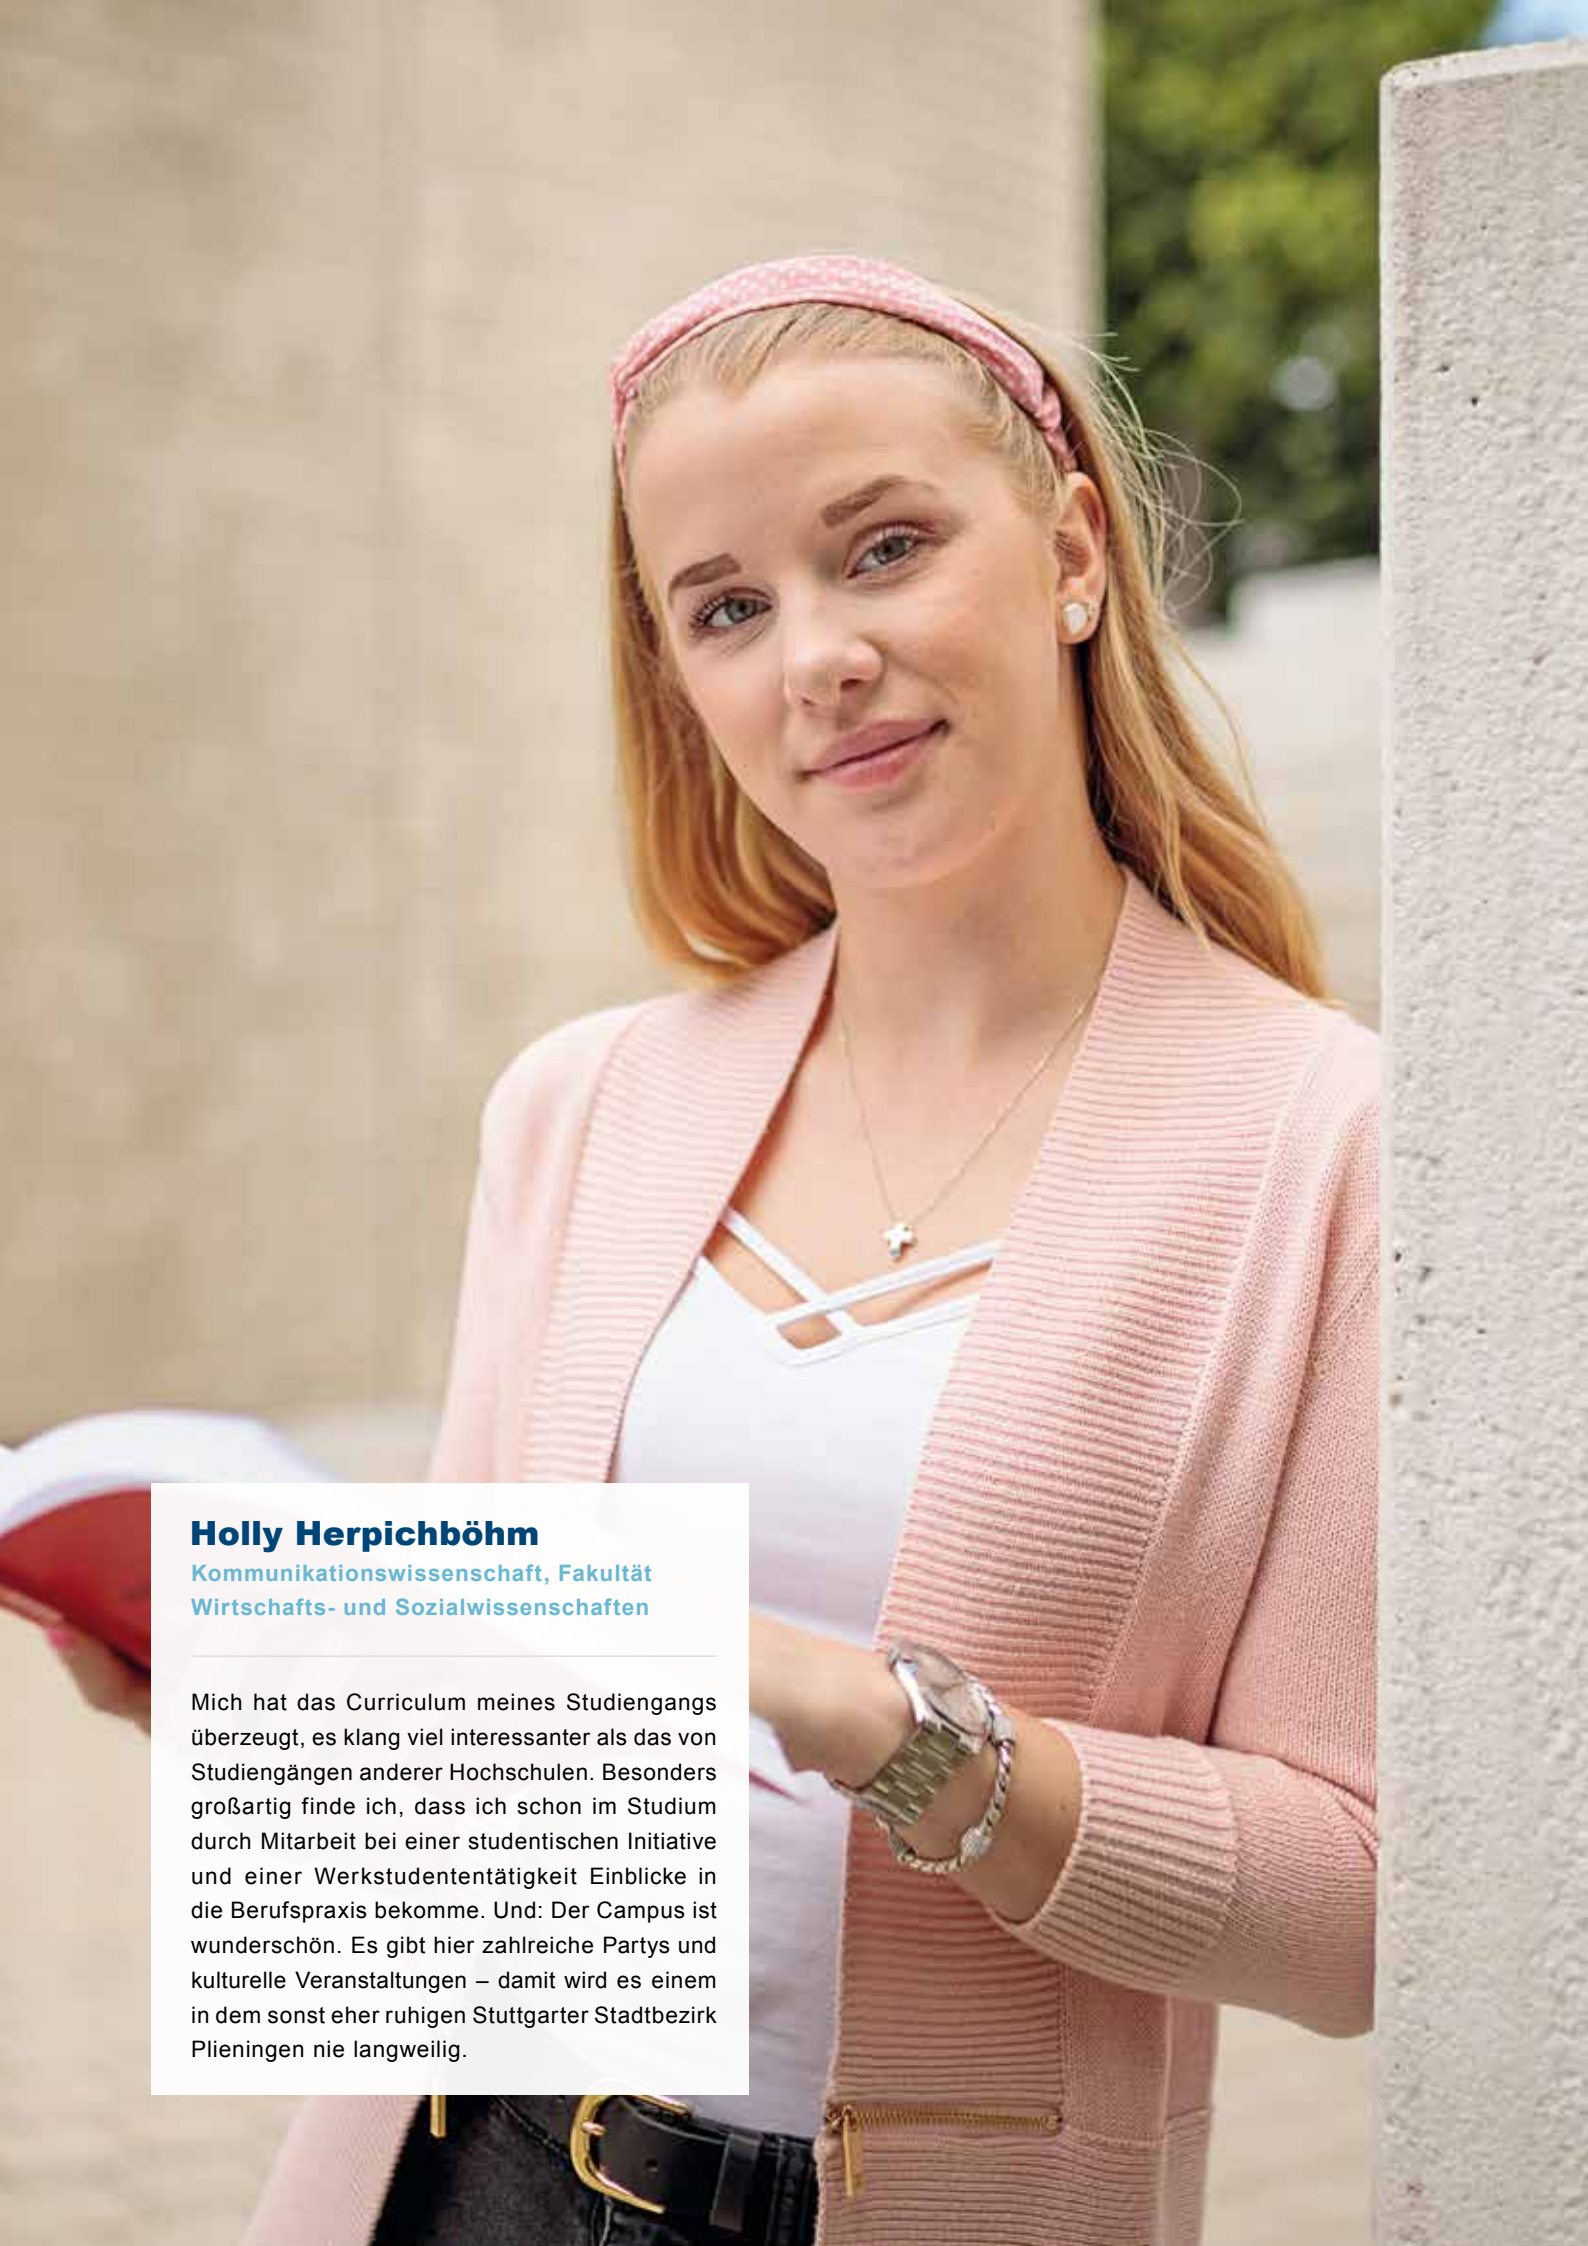 Holly Herpichböhm
Kommunikationswissenschaft, Fakultät
Wirtschafts- und Sozialwissenschaften
Mich hat das Curriculum meines Studiengangs
überzeugt, es klang viel interessanter als das von
Studiengängen anderer Hochschulen. Besonders
großartig finde ich, dass ich schon im Studium
durch Mitarbeit bei einer studentischen Initiative
und einer Werkstudententätigkeit Einblicke in
die Berufspraxis bekomme. Und: Der Campus ist
wunderschön. Es gibt hier zahlreiche Partys und
kulturelle Veranstaltungen – damit wird es einem
in dem sonst eher ruhigen Stuttgarter Stadtbezirk
Plieningen nie langweilig.